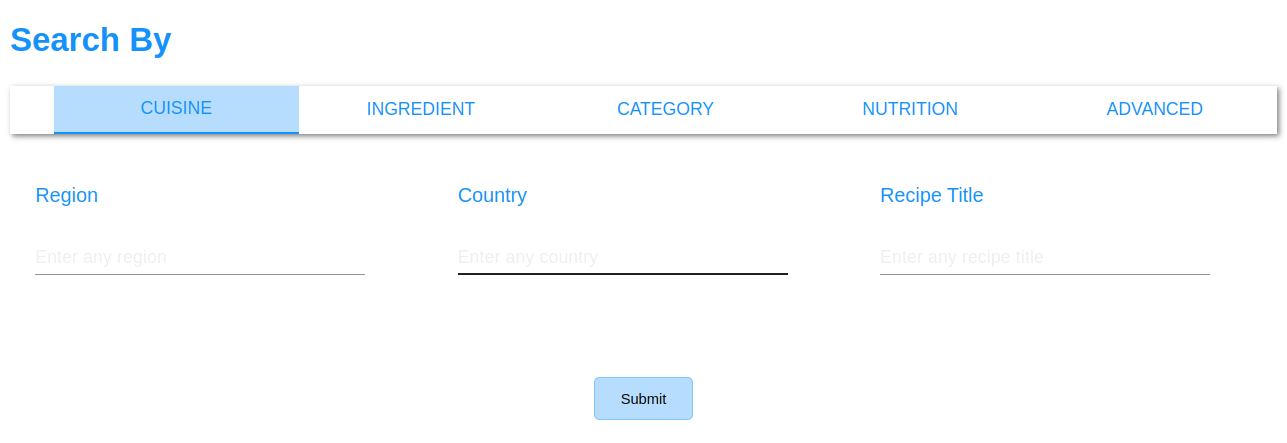 Search By
CUISINE INGREDIENT CATEGORY NUTRITION ADVANCED
Region Country Recipe Title
Enter any region Enter any country Enter any recipe title
Submit